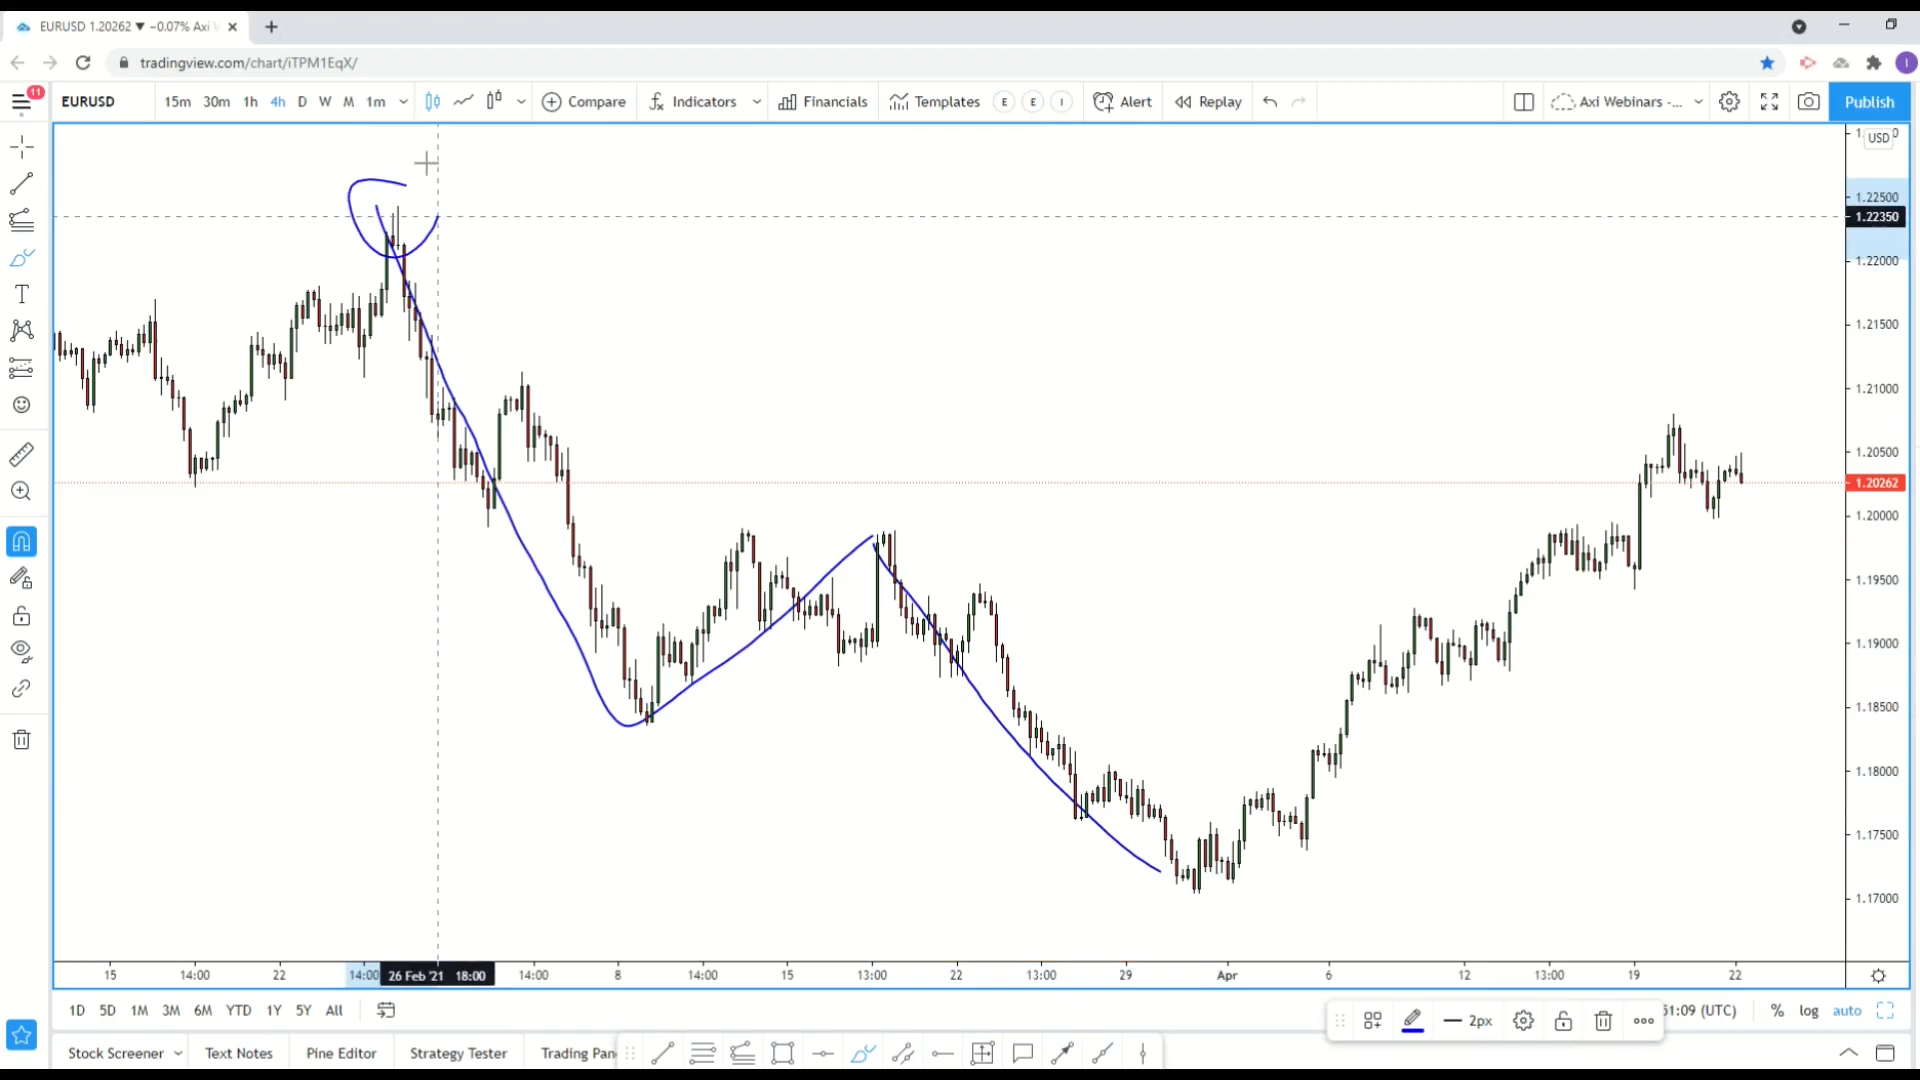 EURUSD 1.20262 ▼ −0.07% Axi
tradingview.com/chart/iTPM1EqX/
11
EURUSD 15m 30m 1h 4h D W M 1m Compare Indicators Financials Templates E E I Alert Replay Axi Webinars -... Publish
I
USD
1.22500
1.22350
1.22000
1.21500
1.21000
1.20500
1.20262
1.20000
1.19500
1.19000
1.18500
1.18000
1.17500
1.17000
T
15 14:00 22 14:00 26 Feb '21 18:00 14:00 8 14:00 15 13:00 22 13:00 29 Apr 6 12 13:00 19 22
1D 5D 1M 3M 6M YTD 1Y 5Y All 2px 51:09 (UTC) % log auto
Stock Screener Text Notes Pine Editor Strategy Tester Trading Pan